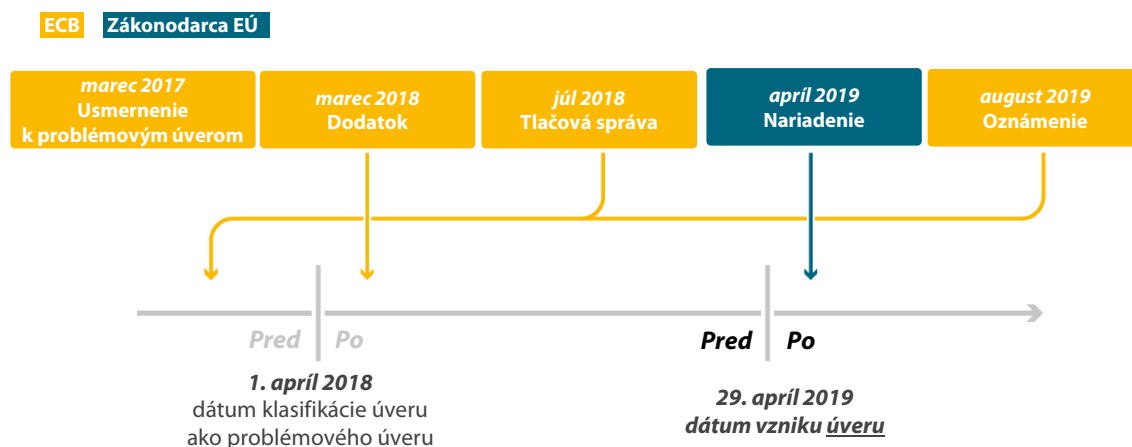 ECB Zákonodarca EÚ
marec 2017
Usmernenie
k problémovým úverom
marec 2018
Dodatok
júl 2018
Tlačová správa
apríl 2019
Nariadenie
august 2019
Oznámenie
Pred Po
1. apríl 2018
dátum klasifikácie úveru
ako problémového úveru
Pred Po
29. apríl 2019
dátum vzniku úveru